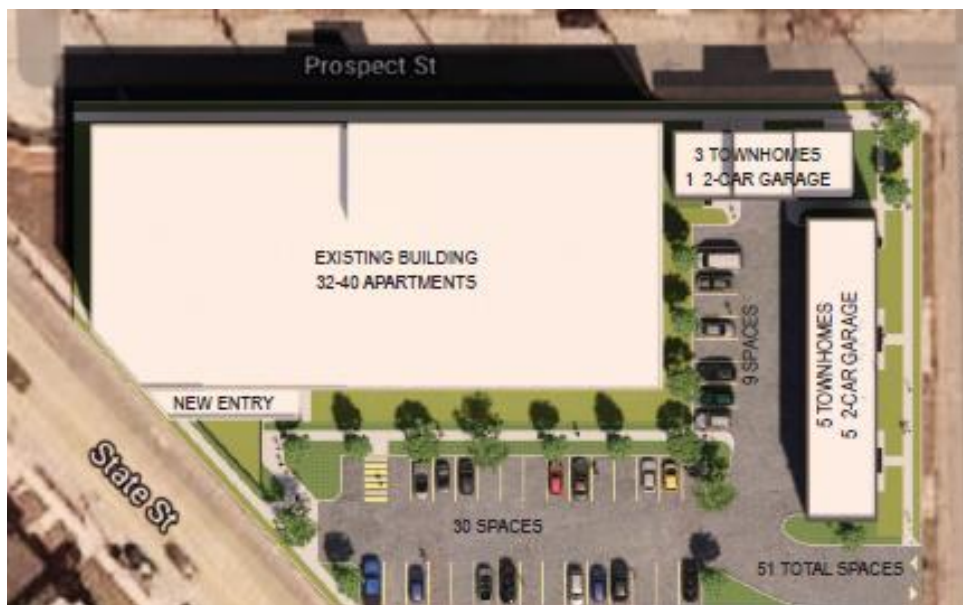 Prospect St
3 TOWNHOMES
1 2-CAR GARAGE
EXISTING BUILDING
32-40 APARTMENTS
9 SPACES
5 TOWNHOMES
5 2-CAR GARAGE
NEW ENTRY
State St
30 SPACES
51 TOTAL SPACES